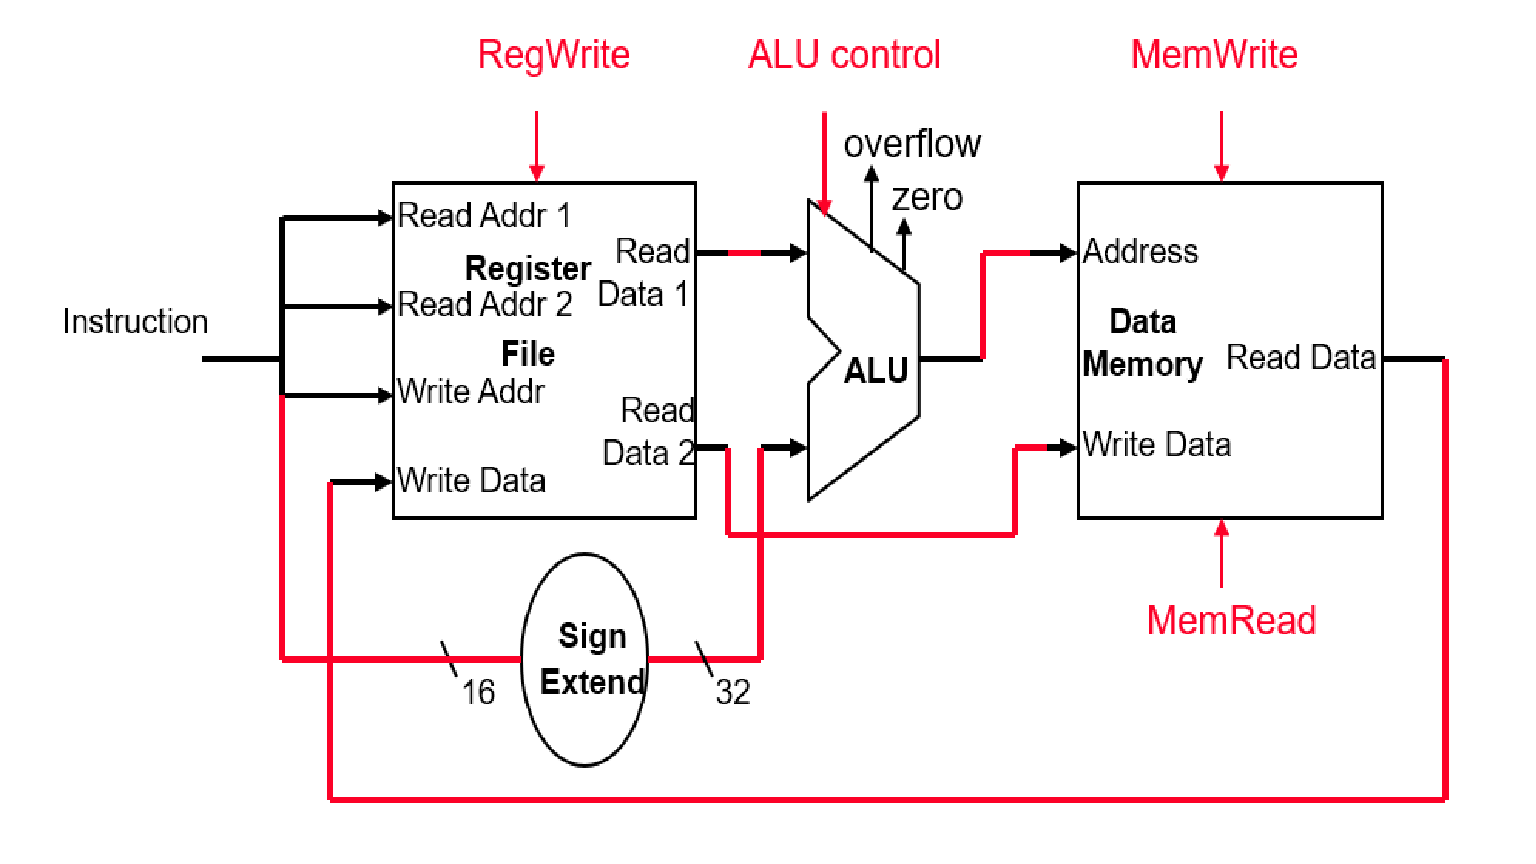 RegWrite
ALU control
MemWrite
overflow
zero
Read Addr 1
Register
Read Addr 2
File
Write Addr
Write Data
Read
Data 1
Read
Data 2
Instruction
ALU
Address
Data
Memory
Read Data
Write Data
MemRead
Sign
Extend
16
32